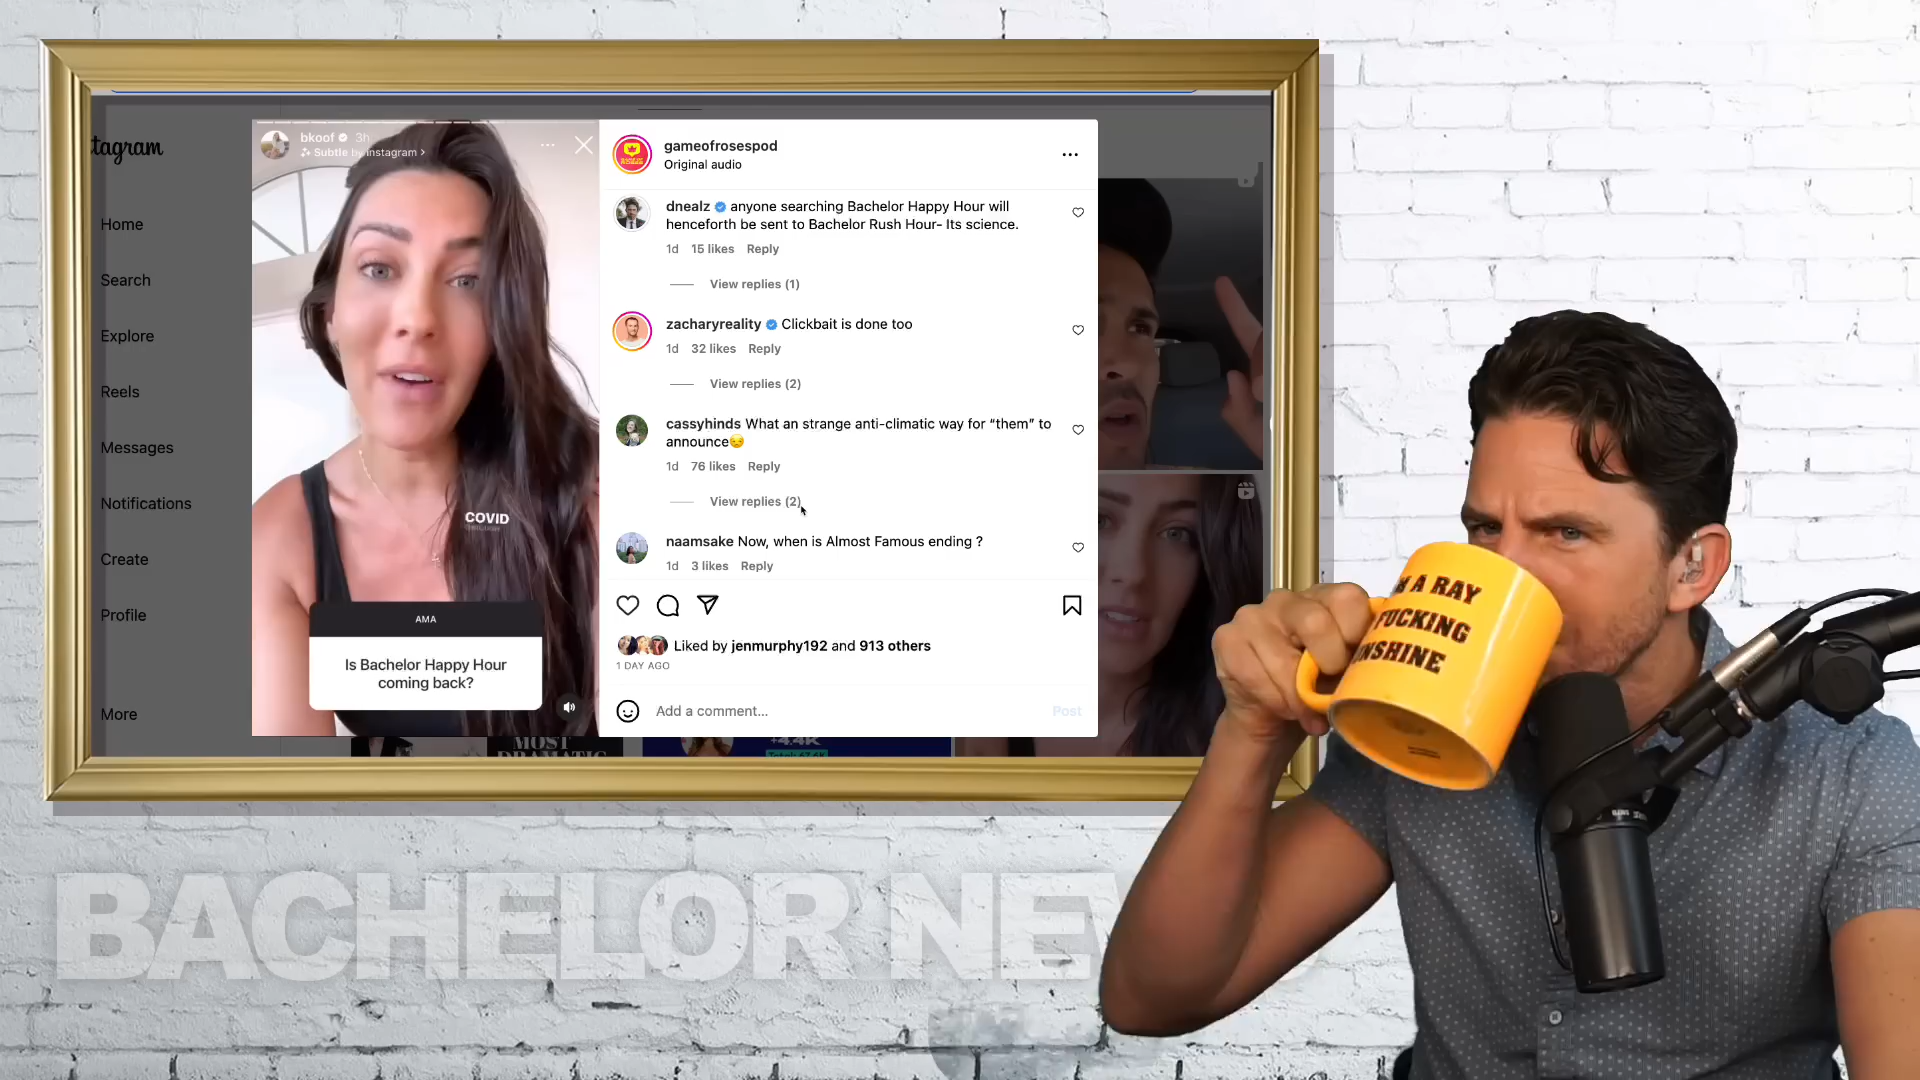 tagram
Home
Search
Explore
Reels
Messages
Notifications
Create
Profile
More
bkoof 3h
Subtle by instagram >
COVID
AMA
Is Bachelor Happy Hour
coming back?
gameofrosespod
Original audio
dnealz anyone searching Bachelor Happy Hour will
henceforth be sent to Bachelor Rush Hour- Its science.
1d 15 likes Reply
View replies (1)
zacharyreality Clickbait is done too
1d 32 likes Reply
View replies (2)
cassyhinds What an strange anti-climatic way for “them” to
announce😒
1d 76 likes Reply
View replies (2)
naamsake Now, when is Almost Famous ending ?
1d 3 likes Reply
Liked by jenmurphy192 and 913 others
1 DAY AGO
Add a comment...
Post
MOST
DRAMATIC
+4.4K
A RAY
FUCKING
NSHINE
BACHELOR NEW